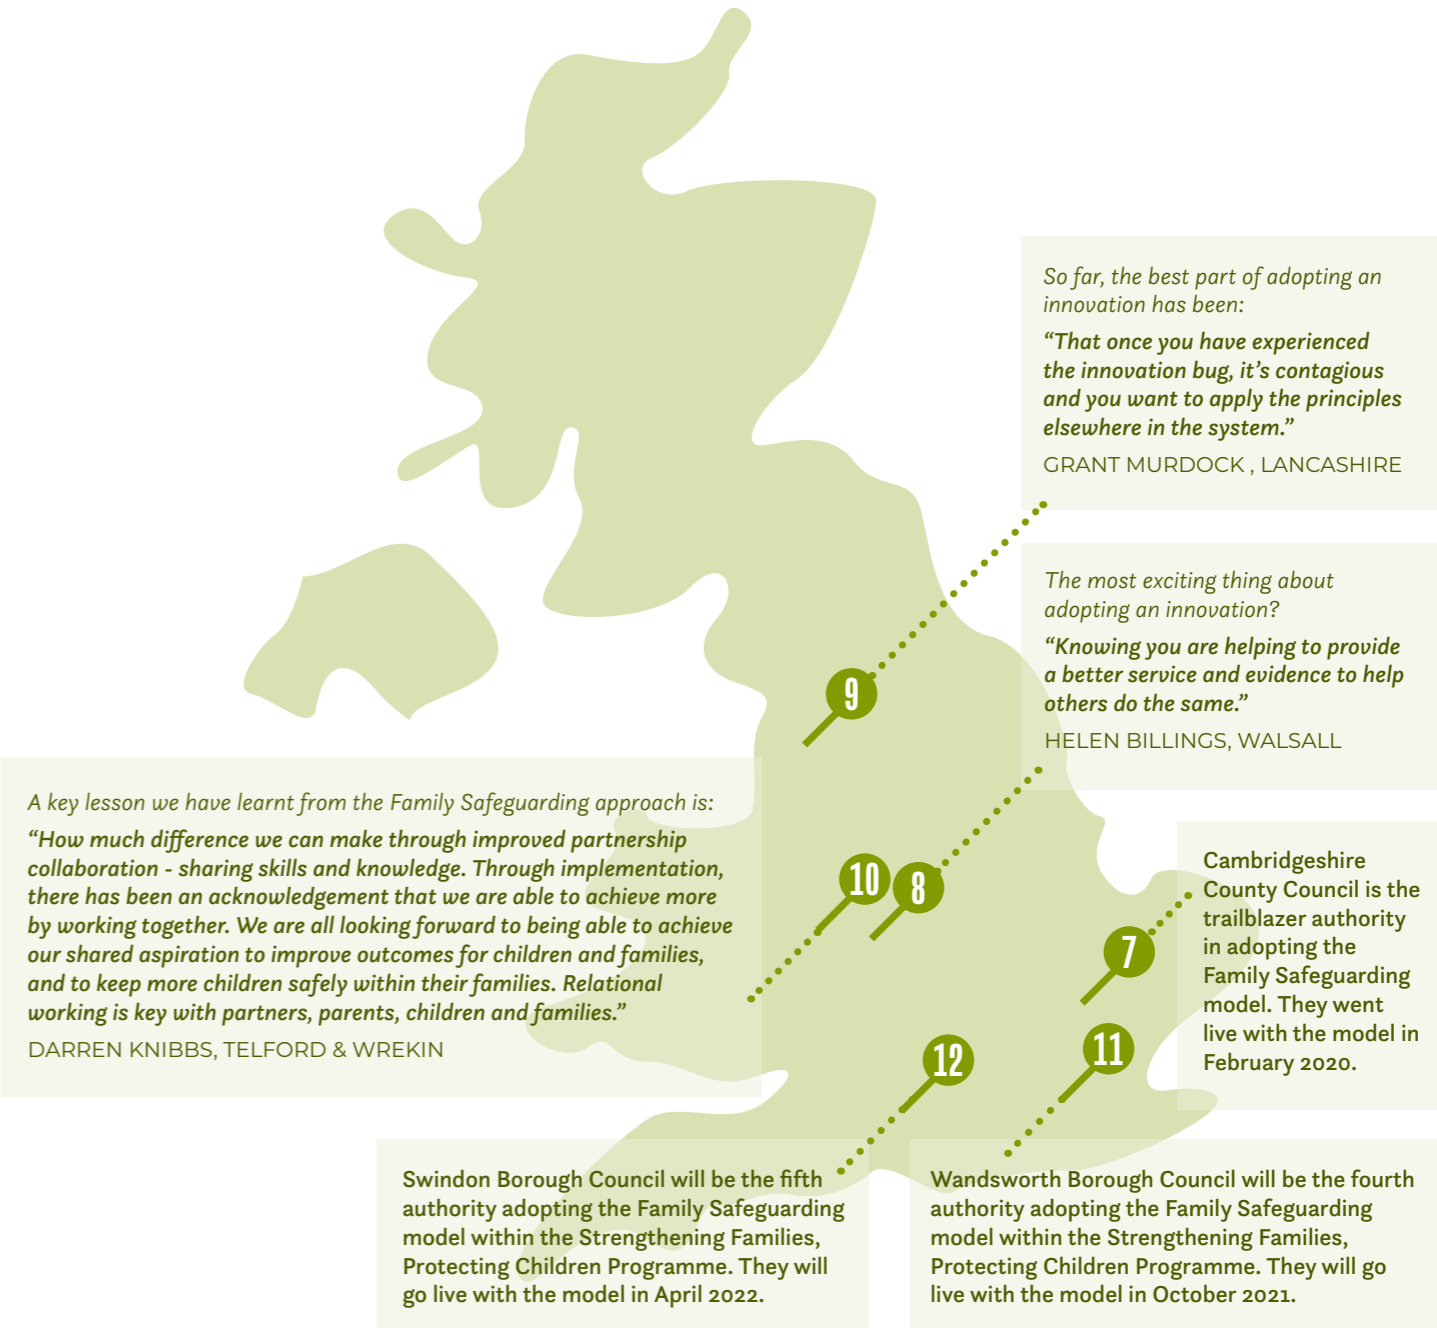 So far, the best part of adopting an
innovation has been:
“That once you have experienced
the innovation bug, it’s contagious
and you want to apply the principles
elsewhere in the system.”
GRANT MURDOCK , LANCASHIRE
The most exciting thing about
adopting an innovation?
“Knowing you are helping to provide
a better service and evidence to help
others do the same.”
HELEN BILLINGS, WALSALL
9
A key lesson we have learnt from the Family Safeguarding approach is:
“How much difference we can make through improved partnership
collaboration - sharing skills and knowledge. Through implementation,
there has been an acknowledgement that we are able to achieve more
by working together. We are all looking forward to being able to achieve
our shared aspiration to improve outcomes for children and families,
and to keep more children safely within their families. Relational
working is key with partners, parents, children and families.”
DARREN KNIBBS, TELFORD & WREKIN
10
8
7
Cambridgeshire
County Council is the
trailblazer authority
in adopting the
Family Safeguarding
model. They went
live with the model in
February 2020.
12
11
Swindon Borough Council will be the fifth
authority adopting the Family Safeguarding
model within the Strengthening Families,
Protecting Children Programme. They will
go live with the model in April 2022.
Wandsworth Borough Council will be the fourth
authority adopting the Family Safeguarding
model within the Strengthening Families,
Protecting Children Programme. They will go
live with the model in October 2021.